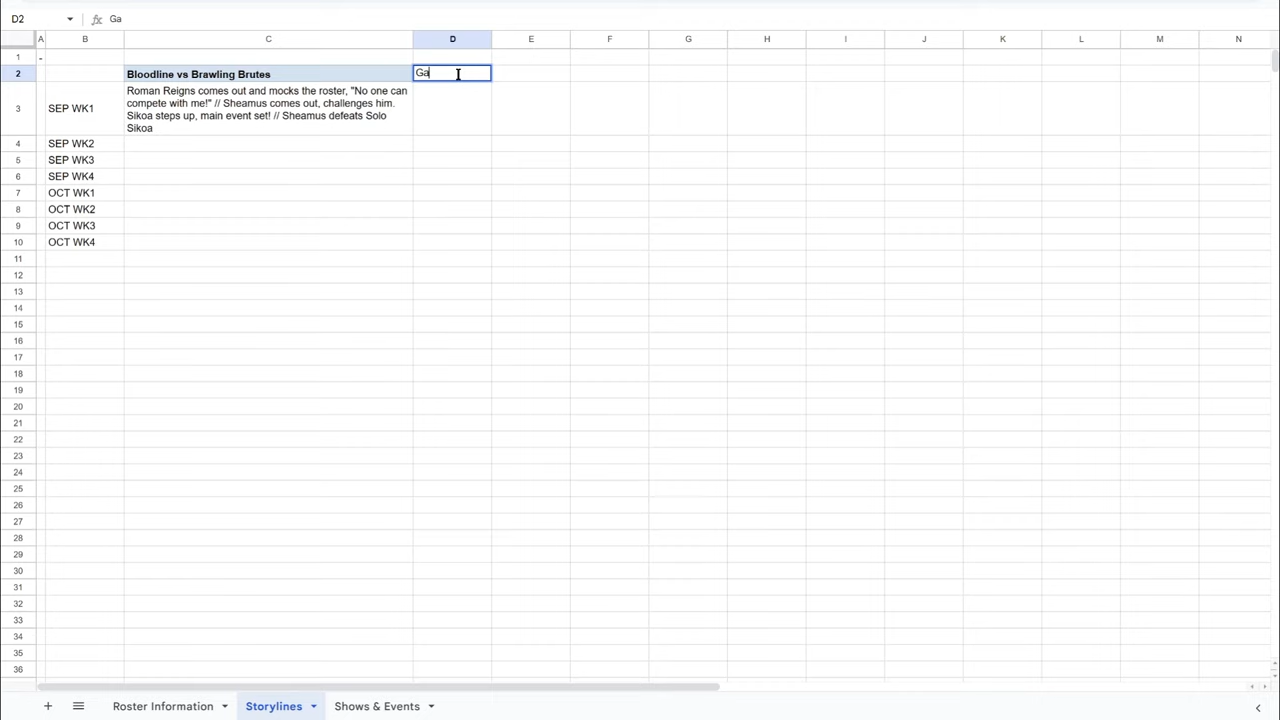 D2 fx Ga
A B C D E F G H I J K L M N
1 -
2 Bloodline vs Brawling Brutes Ga
3 SEP WK1 Roman Reigns comes out and mocks the roster, "No one can
compete with me!" // Sheamus comes out, challenges him.
Sikoa steps up, main event set! // Sheamus defeats Solo
Sikoa
4 SEP WK2
5 SEP WK3
6 SEP WK4
7 OCT WK1
8 OCT WK2
9 OCT WK3
10 OCT WK4
11
12
13
14
15
16
17
18
19
20
21
22
23
24
25
26
27
28
29
30
31
32
33
34
35
36
Roster Information Storylines Shows & Events